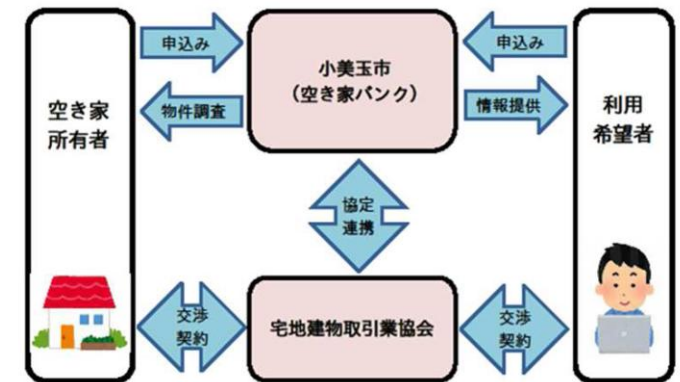 空き家
所有者
申込み
物件調査
小美玉市
（空き家バンク）
申込み
情報提供
利用
希望者
協定
連携
交渉
契約
宅地建物取引業協会
交渉
契約